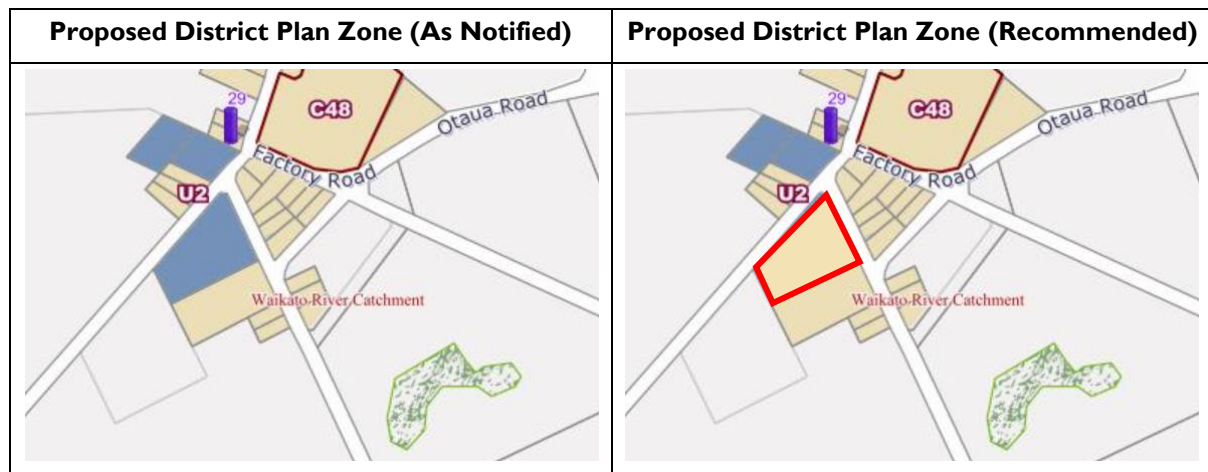 Proposed District Plan Zone (As Notified)
Proposed District Plan Zone (Recommended)
29
C48
Otaua Road
Factory Road
U2
Waikato River Catchment
29
C48
Otaua Road
Factory Road
U2
Waikato River Catchment